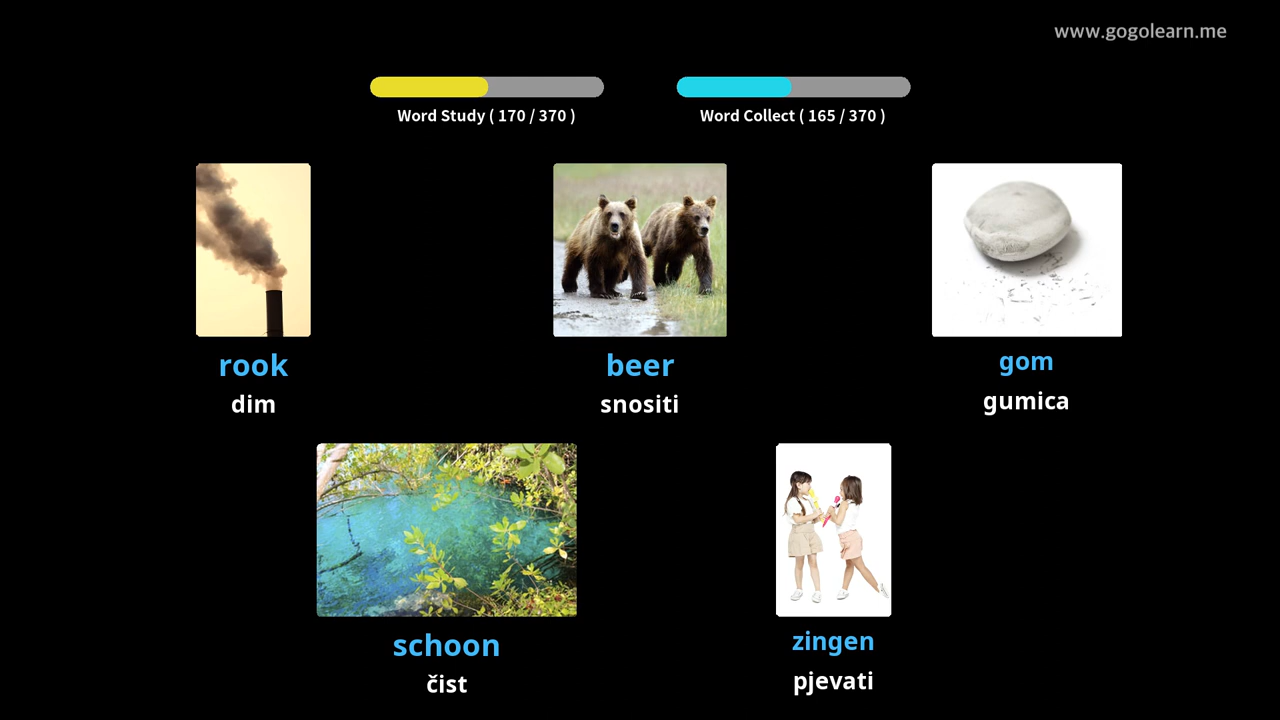 www.gogolearn.me
Word Study ( 170 / 370 )
Word Collect ( 165 / 370 )
rook
dim
beer
snositi
gom
gumica
schoon
čist
zingen
pjevati